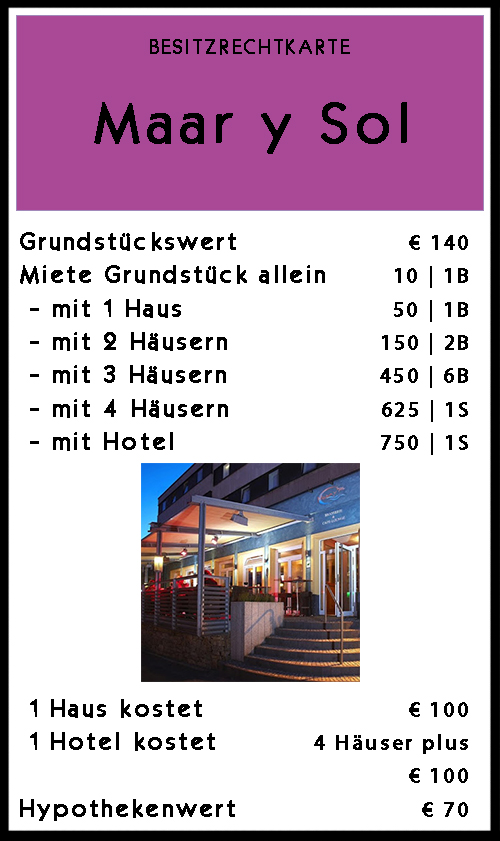 BESITZRECHTKARTE
Maar y Sol
Grundstückswert € 140
Miete Grundstück allein 10 | 1B
- mit 1 Haus 50 | 1B
- mit 2 Häusern 150 | 2B
- mit 3 Häusern 450 | 6B
- mit 4 Häusern 625 | 1S
- mit Hotel 750 | 1S
1 Haus kostet € 100
1 Hotel kostet 4 Häuser plus
€ 100
Hypothekenwert € 70